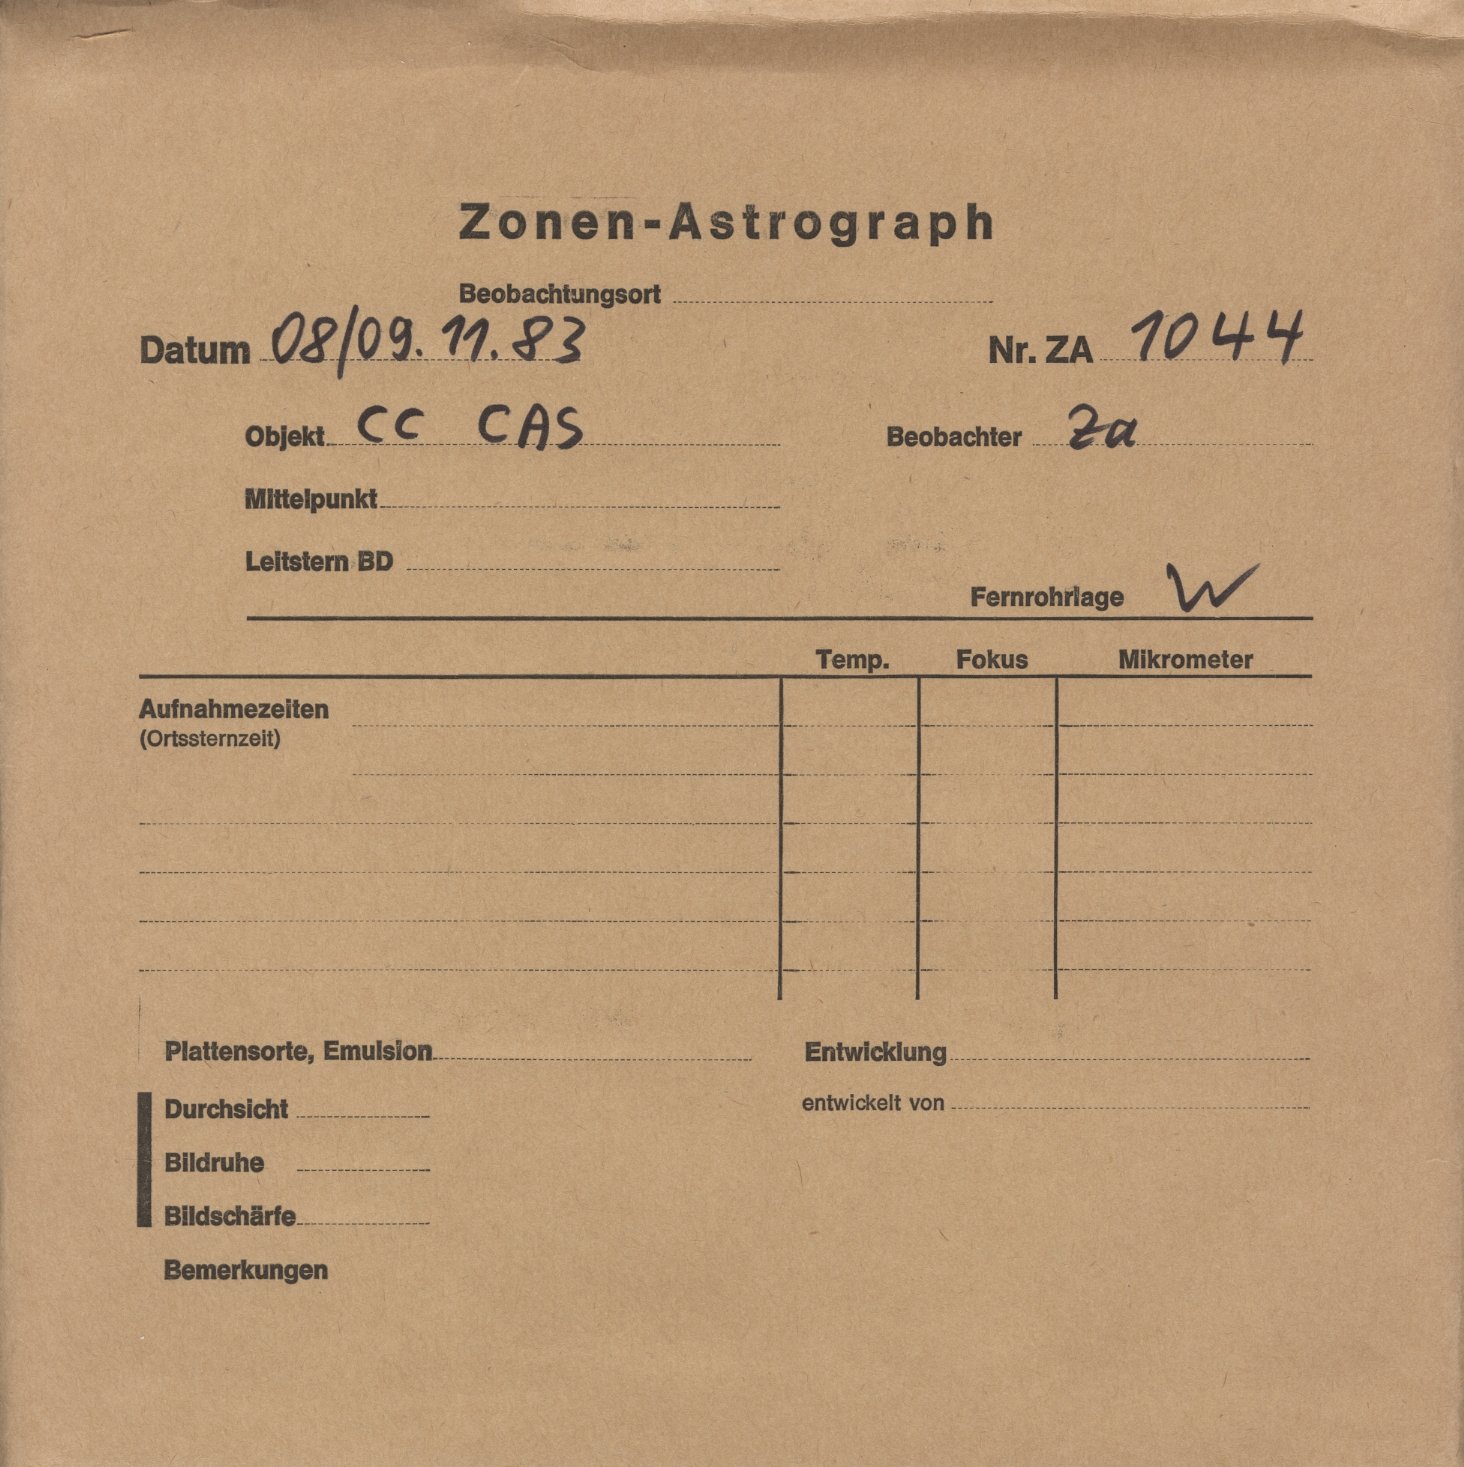 Zonen-Astrograph
Beobachtungsort
Datum 08/09. 11. 83 Nr. ZA 1044
Objekt CC CAS Beobachter Za
Mittelpunkt
Leitstern BD
Fernrohrlage W
Temp. Fokus Mikrometer
Aufnahmezeiten
(Ortssternzeit)
Plattensorte, Emulsion Entwicklung
Durchsicht entwickelt von
Bildruhe
Bildschärfe
Bemerkungen